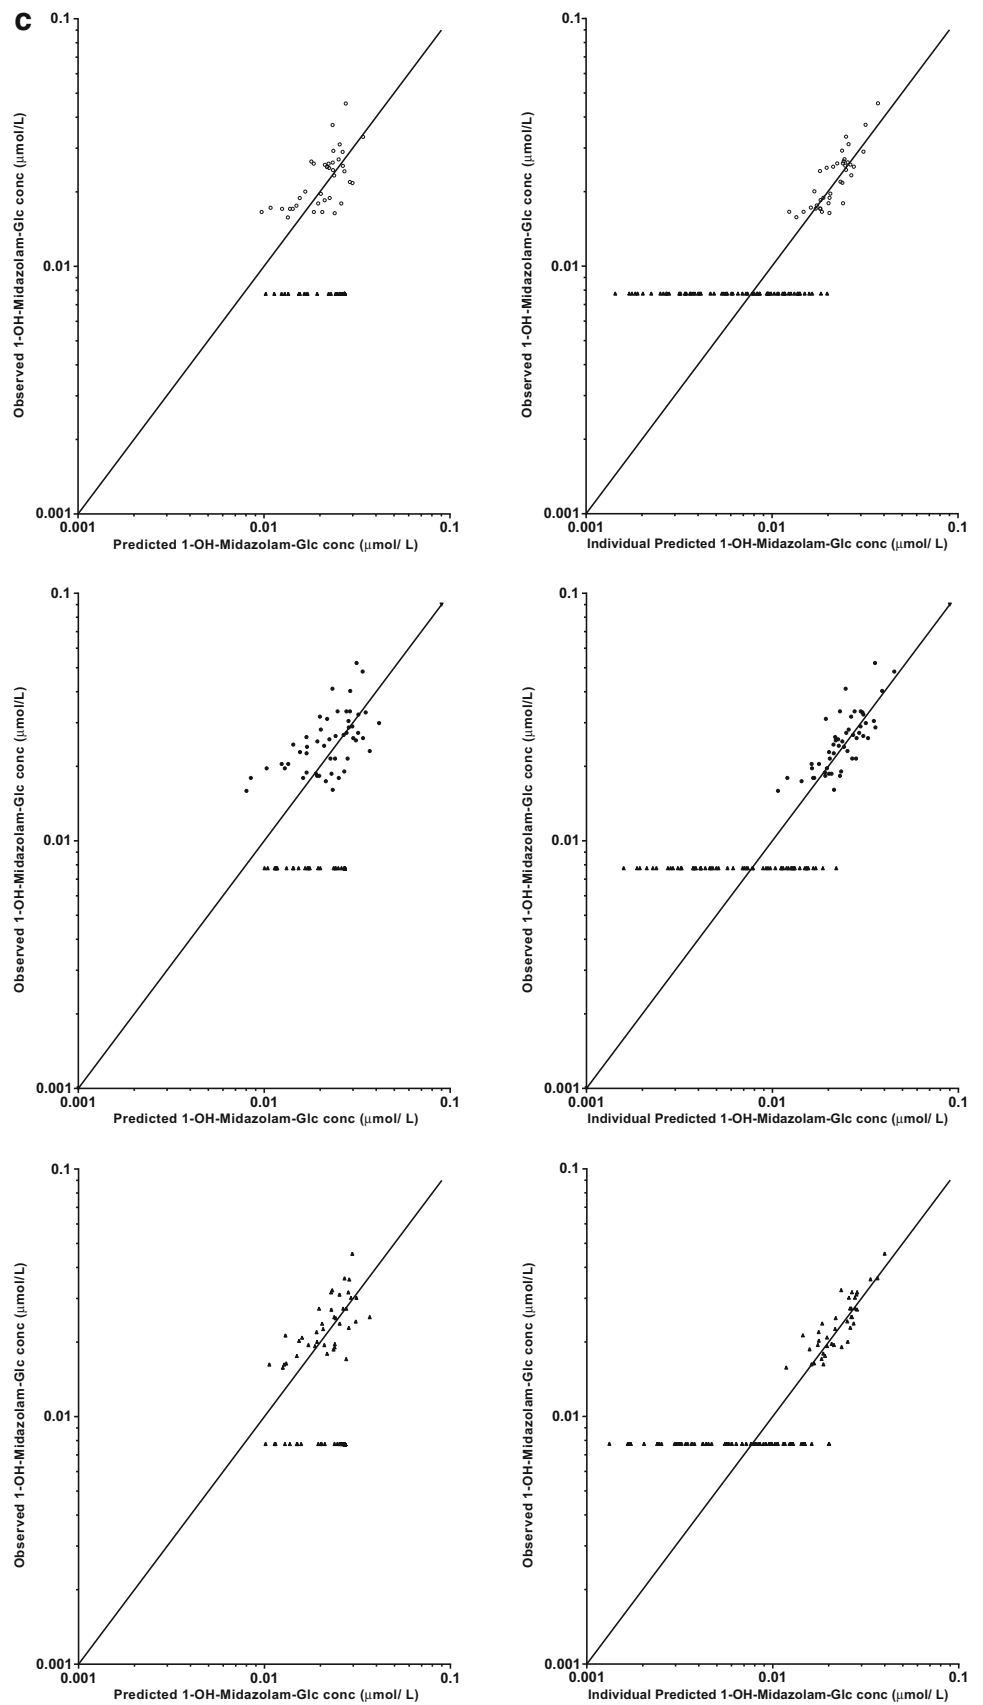 c
0.1
0.1
Observed 1-OH-Midazolam-Glc conc (µmol/L)
Observed 1-OH-Midazolam-Glc conc (µmol/L)
0.01
0.01
0.001
0.001
0.001
0.01
0.1
0.001
0.01
0.1
Predicted 1-OH-Midazolam-Glc conc (µmol/ L)
Individual Predicted 1-OH-Midazolam-Glc conc (µmol/ L)
0.1
0.1
Observed 1-OH-Midazolam-Glc conc (µmol/L)
Observed 1-OH-Midazolam-Glc conc (µmol/L)
0.01
0.01
0.001
0.001
0.001
0.01
0.1
0.001
0.01
0.1
Predicted 1-OH-Midazolam-Glc conc (µmol/ L)
Individual Predicted 1-OH-Midazolam-Glc conc (µmol/ L)
0.1
0.1
Observed 1-OH-Midazolam-Glc conc (µmol/L)
Observed 1-OH-Midazolam-Glc conc (µmol/L)
0.01
0.01
0.001
0.001
0.001
0.01
0.1
0.001
0.01
0.1
Predicted 1-OH-Midazolam-Glc conc (µmol/ L)
Individual Predicted 1-OH-Midazolam-Glc conc (µmol/ L)